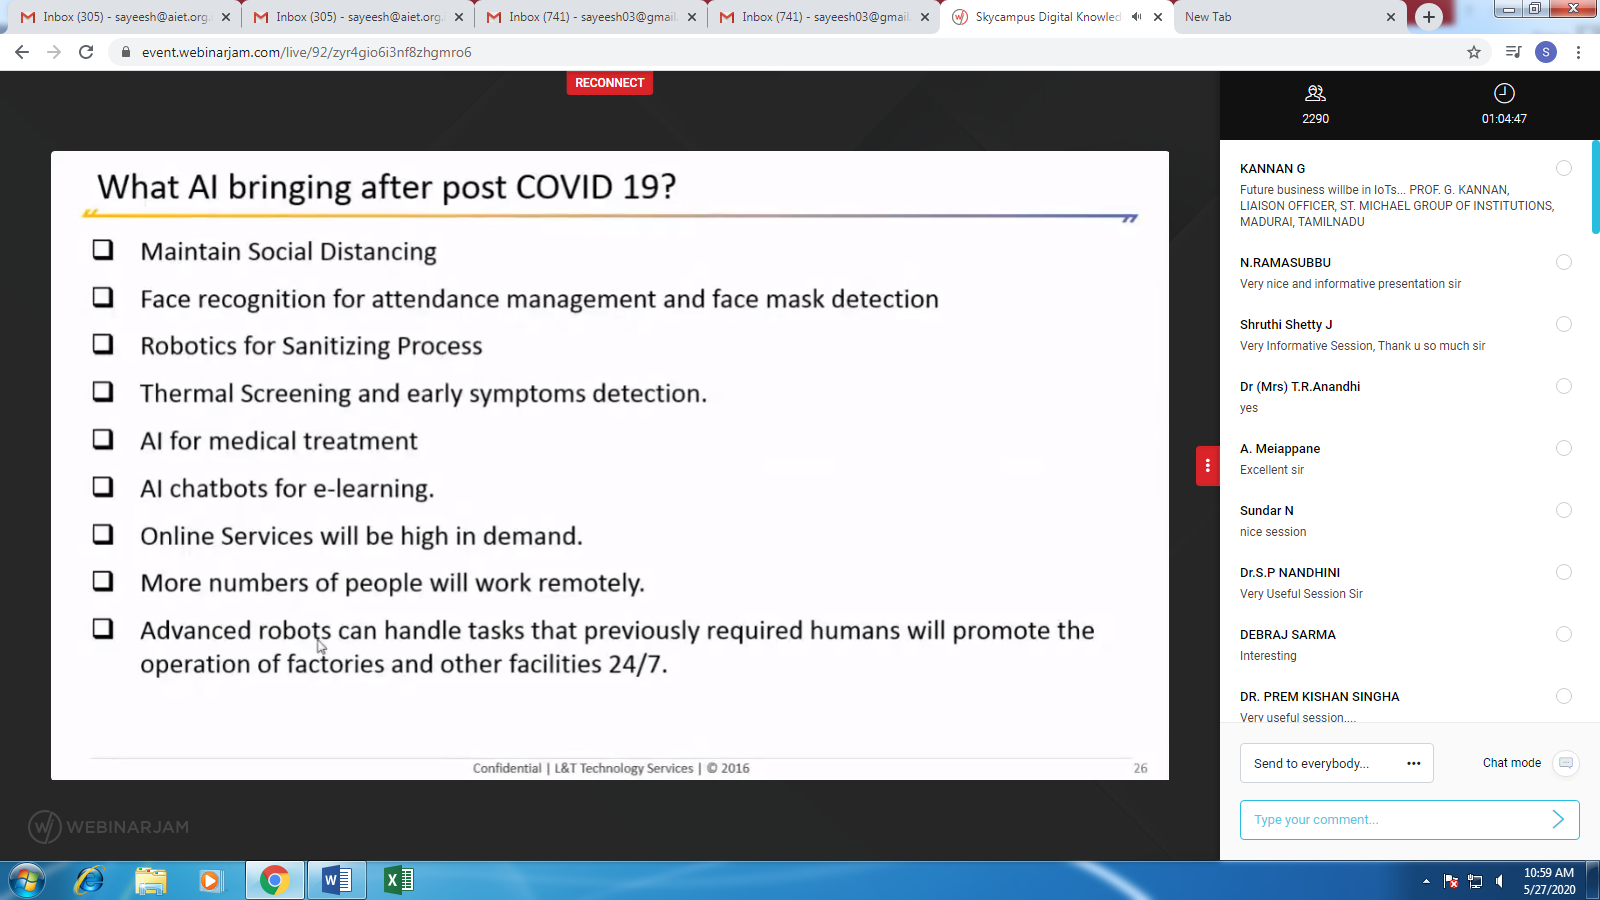 Inbox (305) - sayeesh@aiet.org.
Inbox (305) - sayeesh@aiet.org.
Inbox (741) - sayeesh03@gmail.
Inbox (741) - sayeesh03@gmail.
Skycampus Digital Knowled
New Tab
event.webinarjam.com/live/92/zyr4gio6i3nf8zhgmro6
S
RECONNECT
2290
01:04:47
What AI bringing after post COVID 19?
Maintain Social Distancing
Face recognition for attendance management and face mask detection
Robotics for Sanitizing Process
Thermal Screening and early symptoms detection.
AI for medical treatment
AI chatbots for e-learning.
Online Services will be high in demand.
More numbers of people will work remotely.
Advanced robots can handle tasks that previously required humans will promote the
operation of factories and other facilities 24/7.
Confidential | L&T Technology Services | © 2016
26
WEBINARJAM
KANNAN G
Future business willbe in IoTs... PROF. G. KANNAN,
LIAISON OFFICER, ST. MICHAEL GROUP OF INSTITUTIONS,
MADURAI, TAMILNADU
N.RAMASUBBU
Very nice and informative presentation sir
Shruthi Shetty J
Very Informative Session, Thank u so much sir
Dr (Mrs) T.R.Anandhi
yes
A. Meiappane
Excellent sir
Sundar N
nice session
Dr.S.P NANDHINI
Very Useful Session Sir
DEBRAJ SARMA
Interesting
DR. PREM KISHAN SINGHA
Very useful session....
Send to everybody...
Chat mode
Type your comment...
10:59 AM
5/27/2020